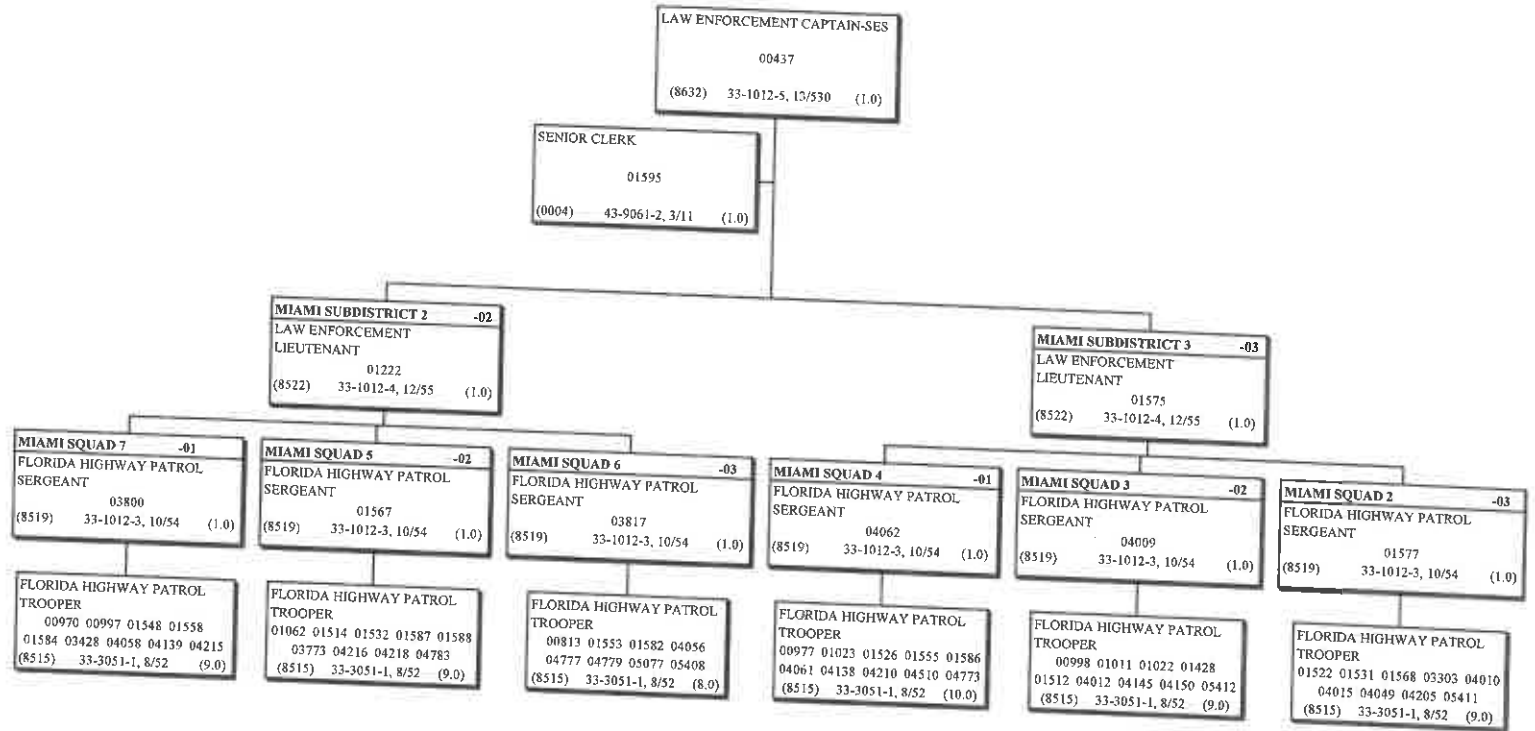 LAW ENFORCEMENT CAPTAIN-SES
00437
(8632) 33-1012-5, 13/530 (1.0)
SENIOR CLERK
01595
(0004) 43-9061-2, 3/11 (1.0)
MIAMI SUBDISTRICT 2 -02
LAW ENFORCEMENT
LIEUTENANT
01222
(8522) 33-1012-4, 12/55 (1.0)
MIAMI SUBDISTRICT 3 -03
LAW ENFORCEMENT
LIEUTENANT
01575
(8522) 33-1012-4, 12/55 (1.0)
MIAMI SQUAD 7 -01
FLORIDA HIGHWAY PATROL
SERGEANT
03800
(8519) 33-1012-3, 10/54 (1.0)
MIAMI SQUAD 5 -02
FLORIDA HIGHWAY PATROL
SERGEANT
01567
(8519) 33-1012-3, 10/54 (1.0)
MIAMI SQUAD 6 -03
FLORIDA HIGHWAY PATROL
SERGEANT
03817
(8519) 33-1012-3, 10/54 (1.0)
MIAMI SQUAD 4 -01
FLORIDA HIGHWAY PATROL
SERGEANT
04062
(8519) 33-1012-3, 10/54 (1.0)
MIAMI SQUAD 3 -02
FLORIDA HIGHWAY PATROL
SERGEANT
04009
(8519) 33-1012-3, 10/54 (1.0)
MIAMI SQUAD 2 -03
FLORIDA HIGHWAY PATROL
SERGEANT
01577
(8519) 33-1012-3, 10/54 (1.0)
FLORIDA HIGHWAY PATROL
TROOPER
00970 00997 01548 01558
01584 03428 04058 04139 04215
(8515) 33-3051-1, 8/52 (9.0)
FLORIDA HIGHWAY PATROL
TROOPER
01062 01514 01532 01587 01588
03773 04216 04218 04783
(8515) 33-3051-1, 8/52 (9.0)
FLORIDA HIGHWAY PATROL
TROOPER
00813 01553 01582 04056
04777 04779 05077 05408
(8515) 33-3051-1, 8/52 (8.0)
FLORIDA HIGHWAY PATROL
TROOPER
00977 01023 01526 01555 01586
04061 04138 04210 04510 04773
(8515) 33-3051-1, 8/52 (10.0)
FLORIDA HIGHWAY PATROL
TROOPER
00998 01011 01022 01428
01512 04012 04145 04150 05412
(8515) 33-3051-1, 8/52 (9.0)
FLORIDA HIGHWAY PATROL
TROOPER
01522 01531 01568 03303 04010
04015 04049 04205 05411
(8515) 33-3051-1, 8/52 (9.0)